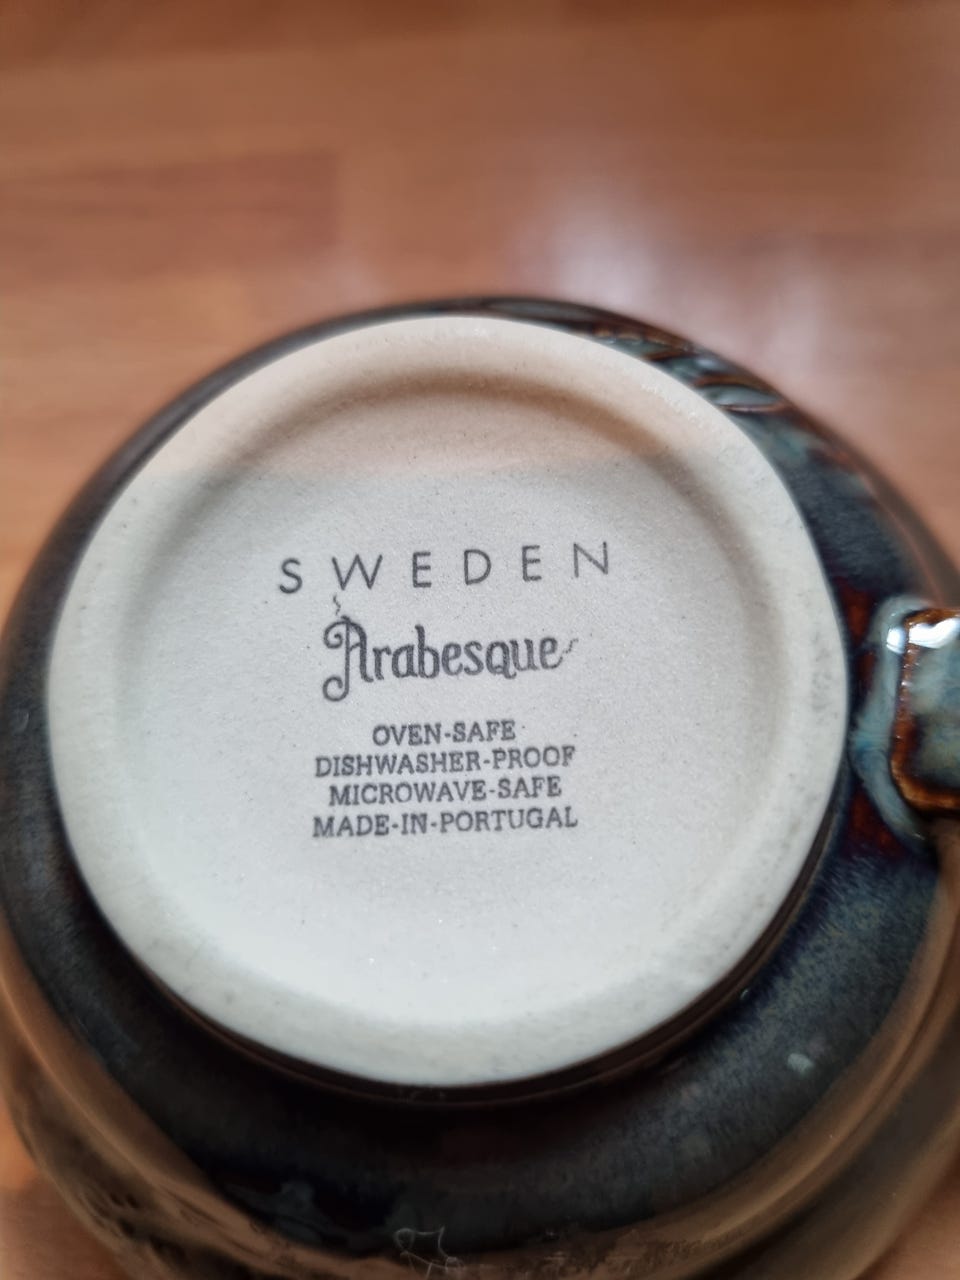 SWEDEN
Arabesque
OVEN-SAFE
DISHWASHER-PROOF
MICROWAVE-SAFE
MADE-IN-PORTUGAL